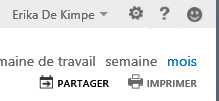 Erika De Kimpe
?
maine de travail semaine mois
PARTAGER IMPRIMER